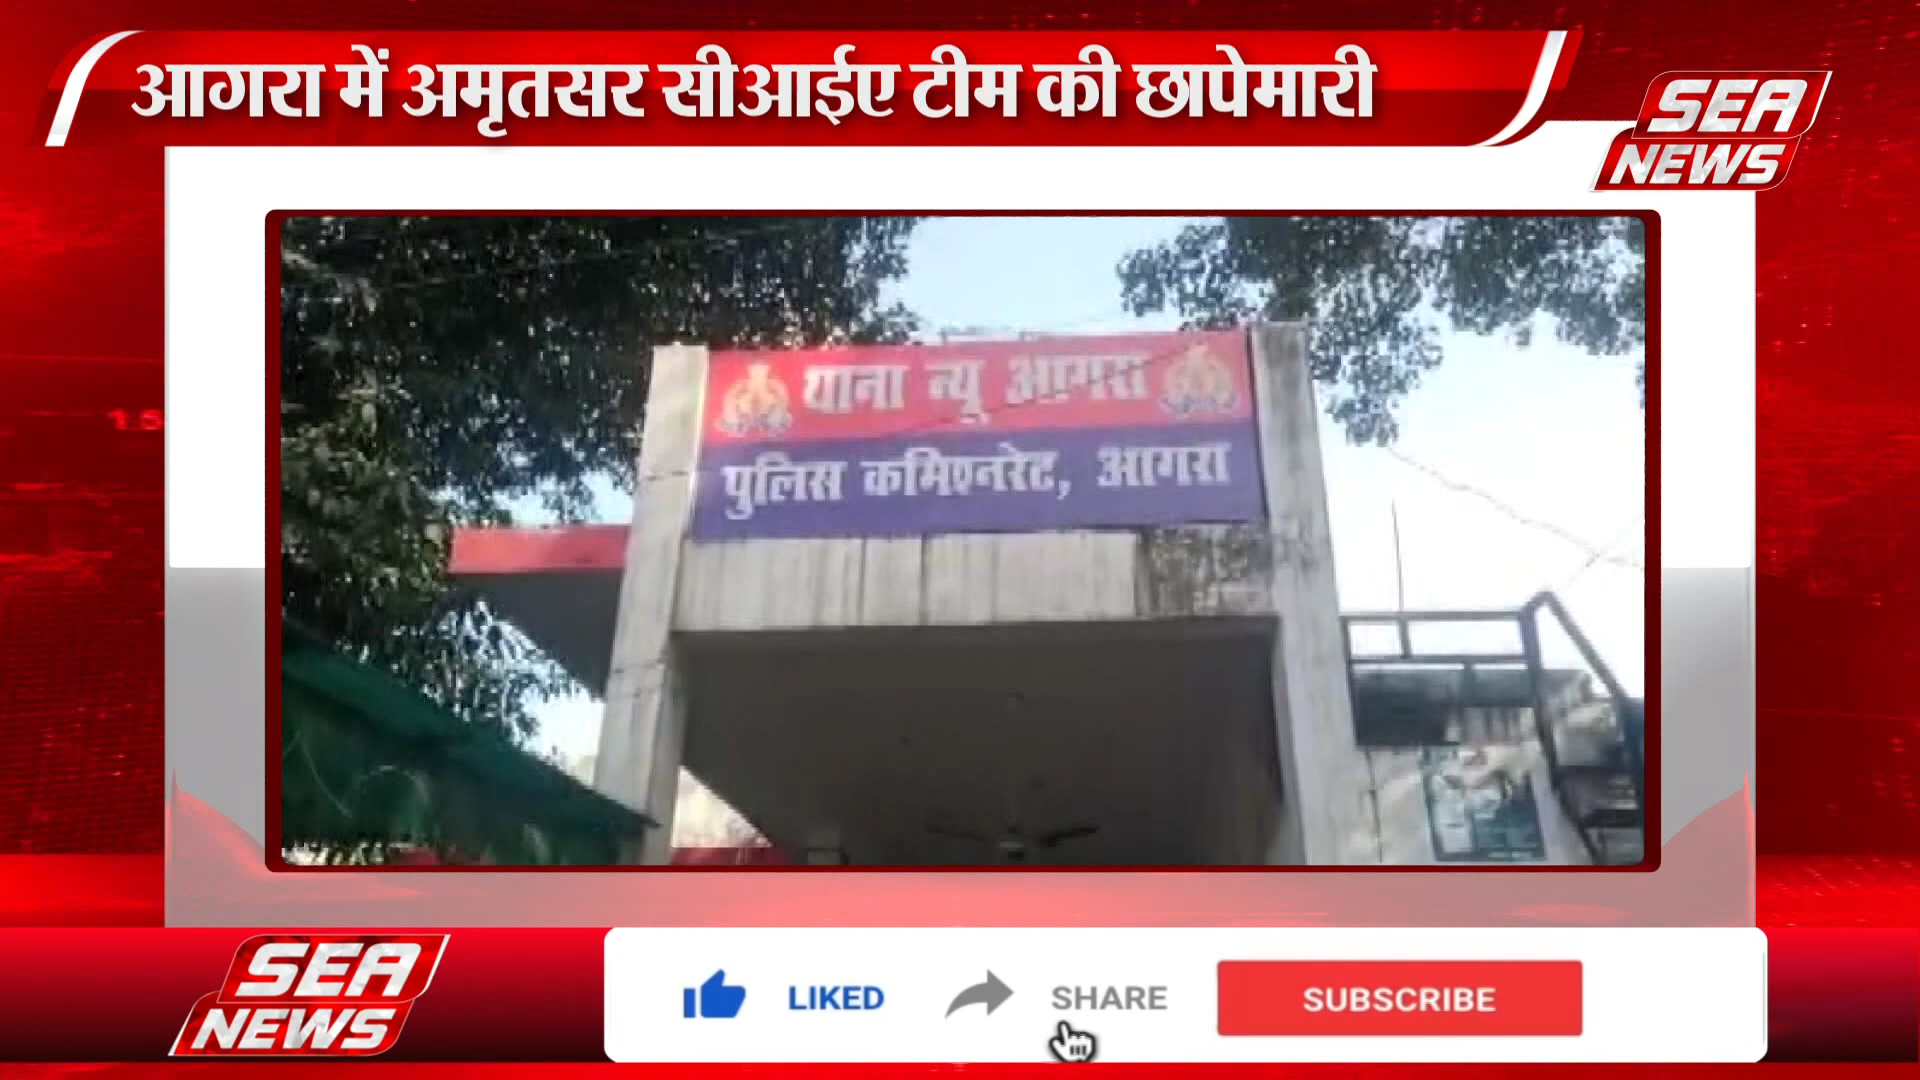 आगरा में अमृतसर सीआईए टीम की छापेमारी
SEA
NEWS
थाना न्यू आगरा
पुलिस कमिश्नरेट, आगरा
SEA
NEWS
LIKED
SHARE
SUBSCRIBE